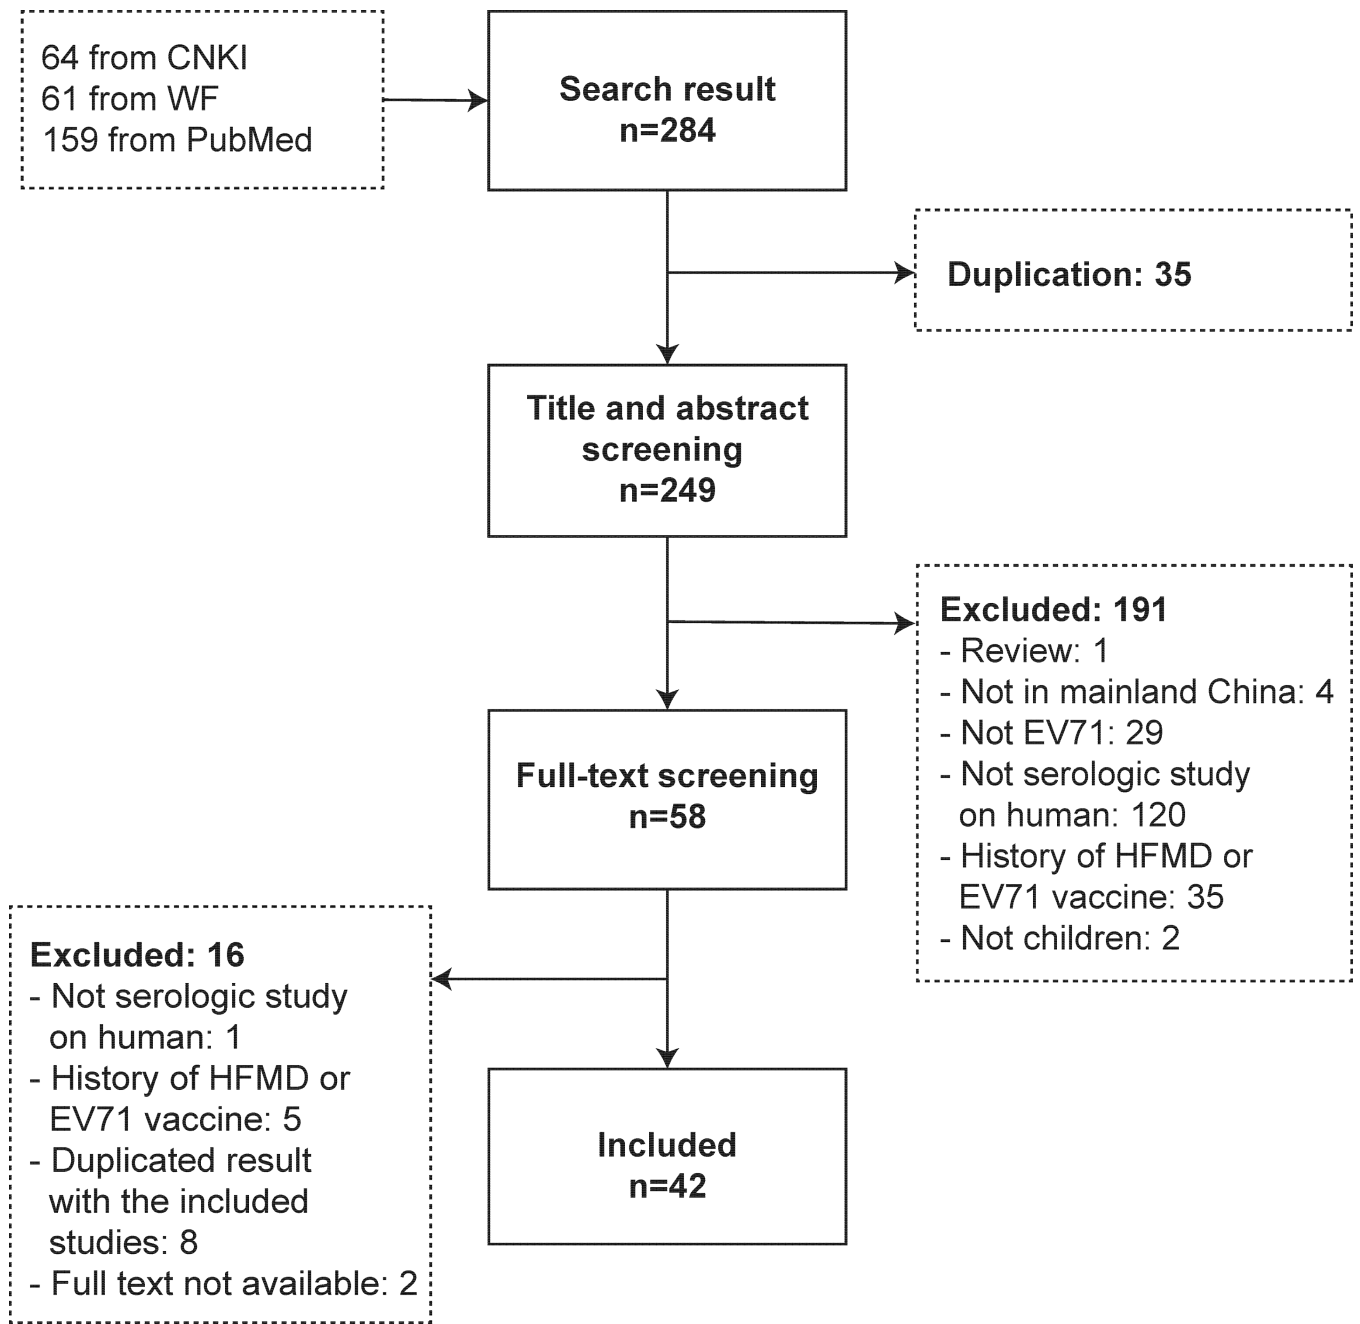 64 from CNKI
61 from WF
159 from PubMed
Search result
n=284
Duplication: 35
Title and abstract
screening
n=249
Excluded: 191
- Review: 1
- Not in mainland China: 4
- Not EV71: 29
- Not serologic study
on human: 120
- History of HFMD or
EV71 vaccine: 35
- Not children: 2
Full-text screening
n=58
Excluded: 16
- Not serologic study
on human: 1
- History of HFMD or
EV71 vaccine: 5
- Duplicated result
with the included
studies: 8
- Full text not available: 2
Included
n=42